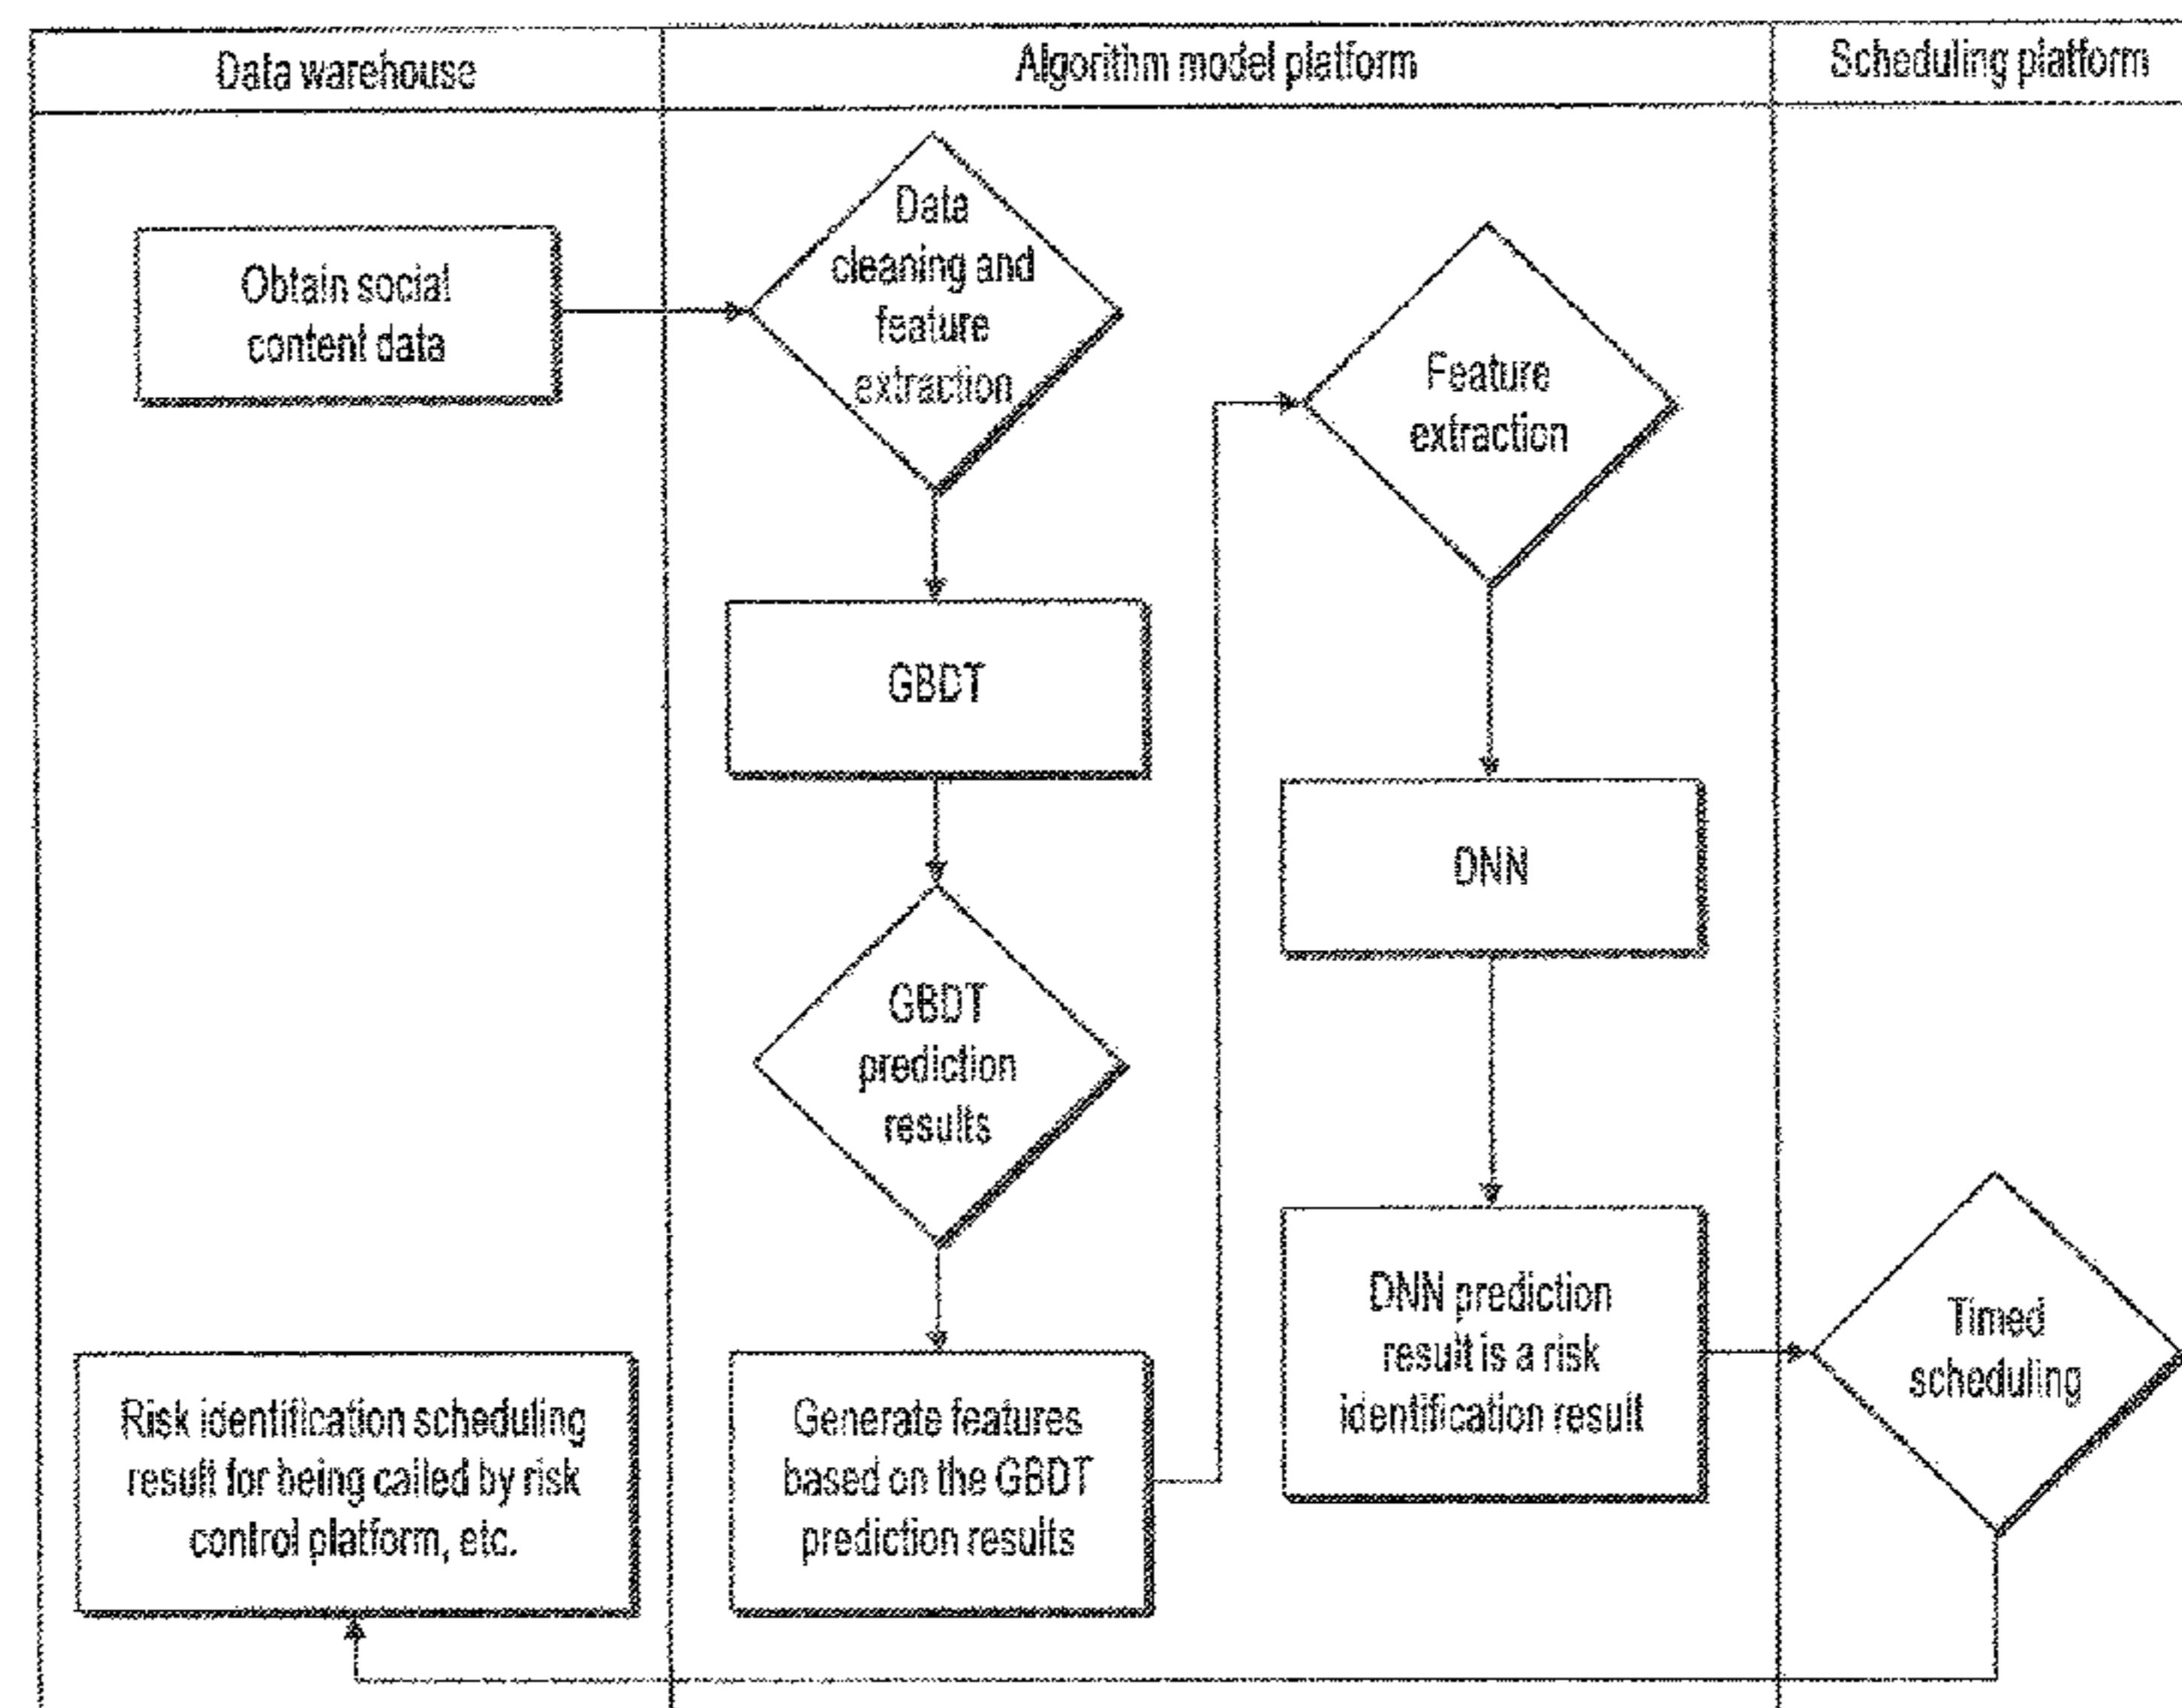 Data warehouse
Algorithm model platform
Scheduling platform
Obtain social
content data
Data
cleaning and
feature
extraction
GBDT
GBDT
prediction
results
Generate features
based on the GBDT
prediction results
Feature
extraction
DNN
DNN prediction
result is a risk
identification result
Timed
scheduling
Risk identification scheduling
result for being called by risk
control platform, etc.